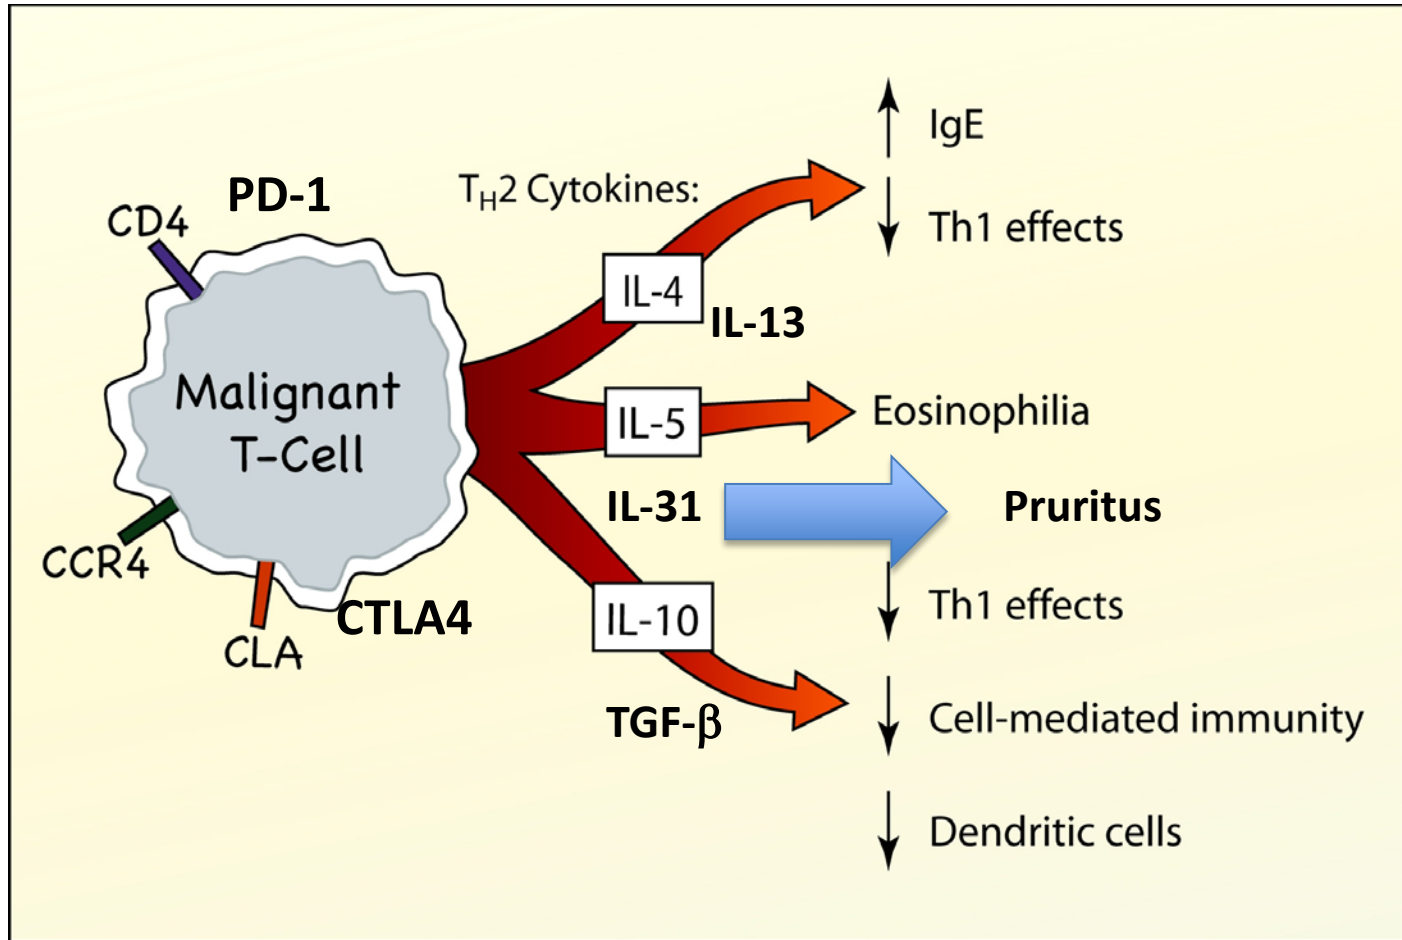 PD-1
CD4
Malignant
T-Cell
CCR4
CLA
CTLA4
TH2 Cytokines:
IL-4
IL-13
IL-5
IL-31
IL-10
TGF-β
IgE
Th1 effects
Eosinophilia
Pruritus
Th1 effects
Cell-mediated immunity
Dendritic cells